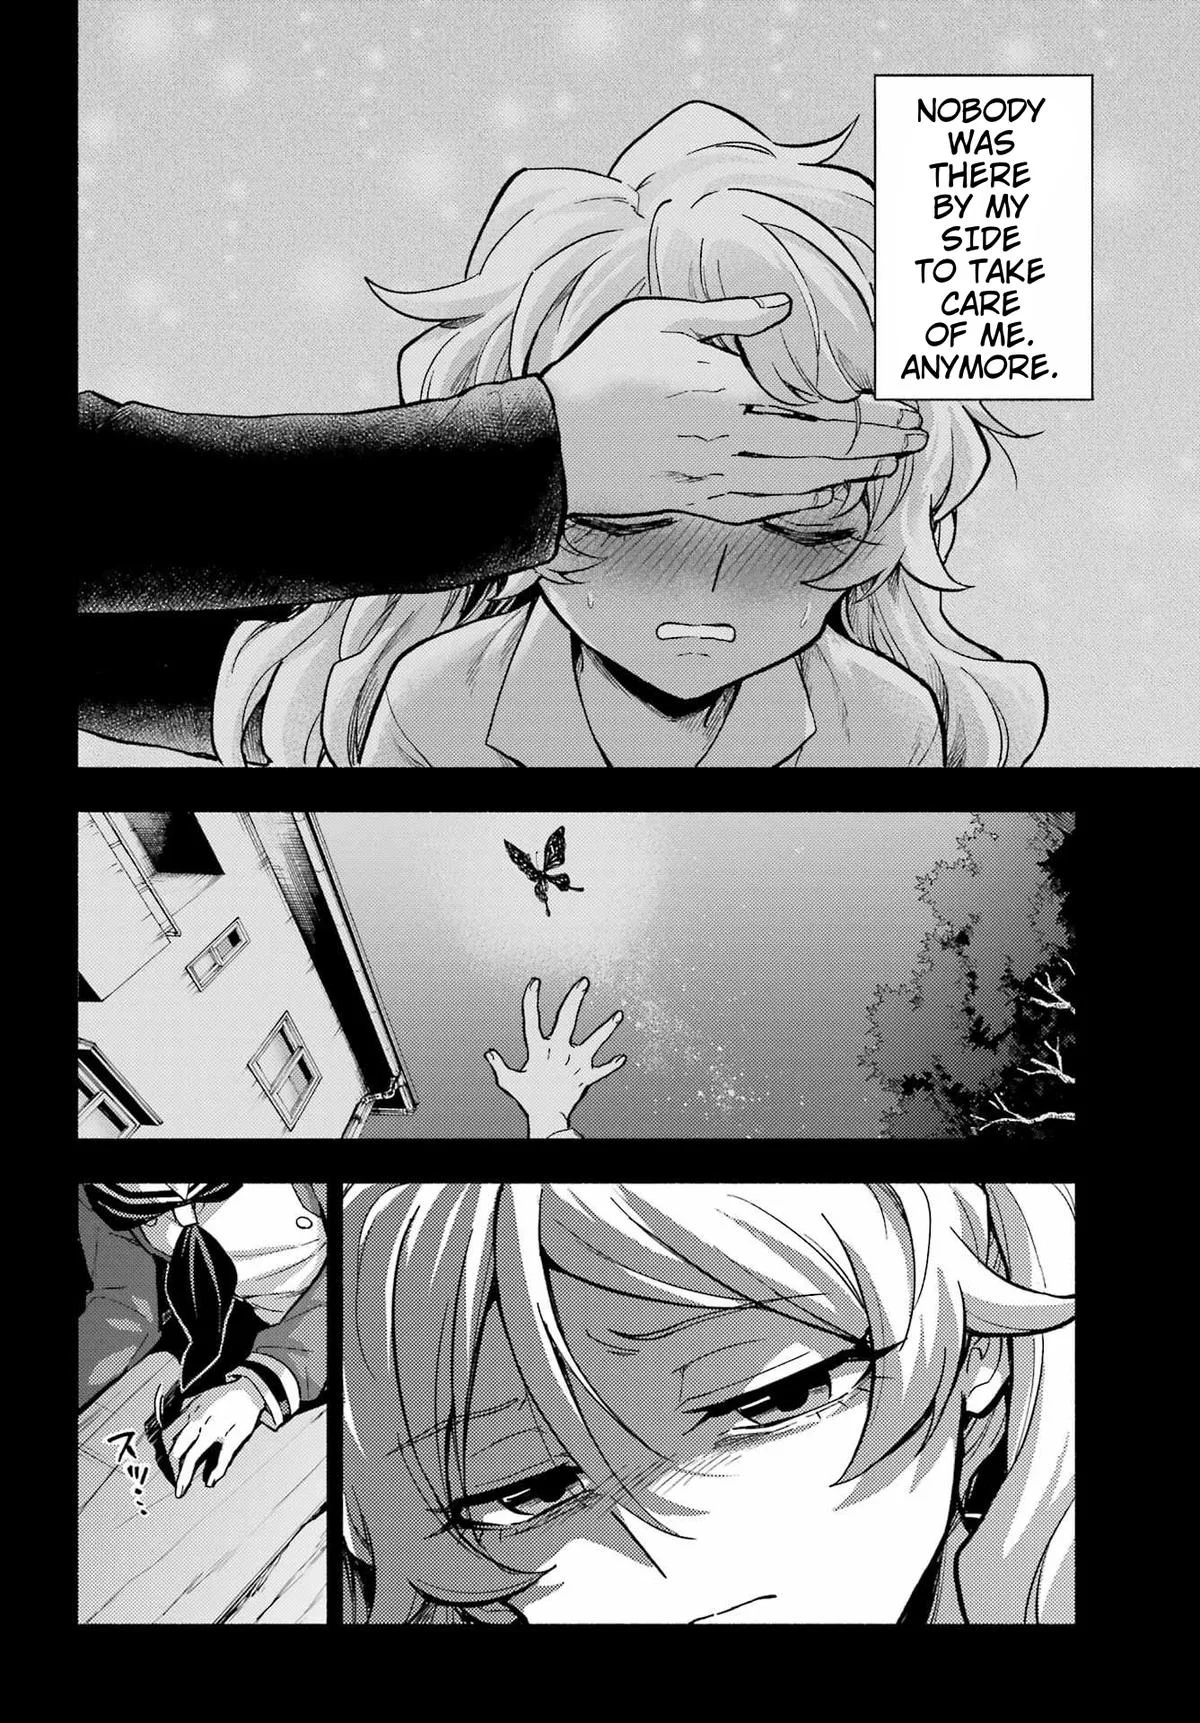 NOBODY
WAS
THERE
BY MY
SIDE
TO TAKE
CARE
OF ME.
ANYMORE.
スッ…